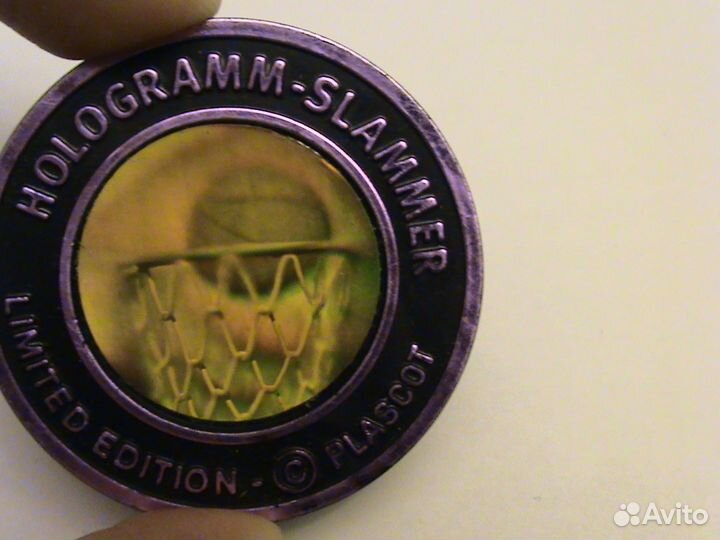 HOLOGRAMM-SLAMMER
LIMITED EDITION - © PLASCOT
Avito